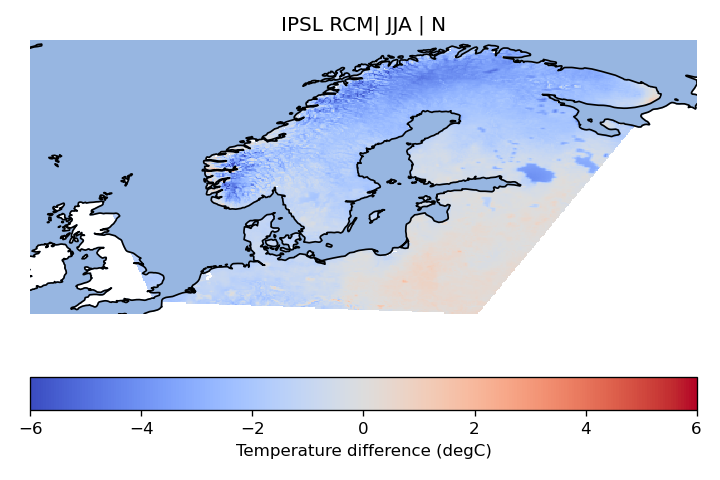 IPSL RCM| JJA | N
−6 −4 −2 0 2 4 6
Temperature difference (degC)